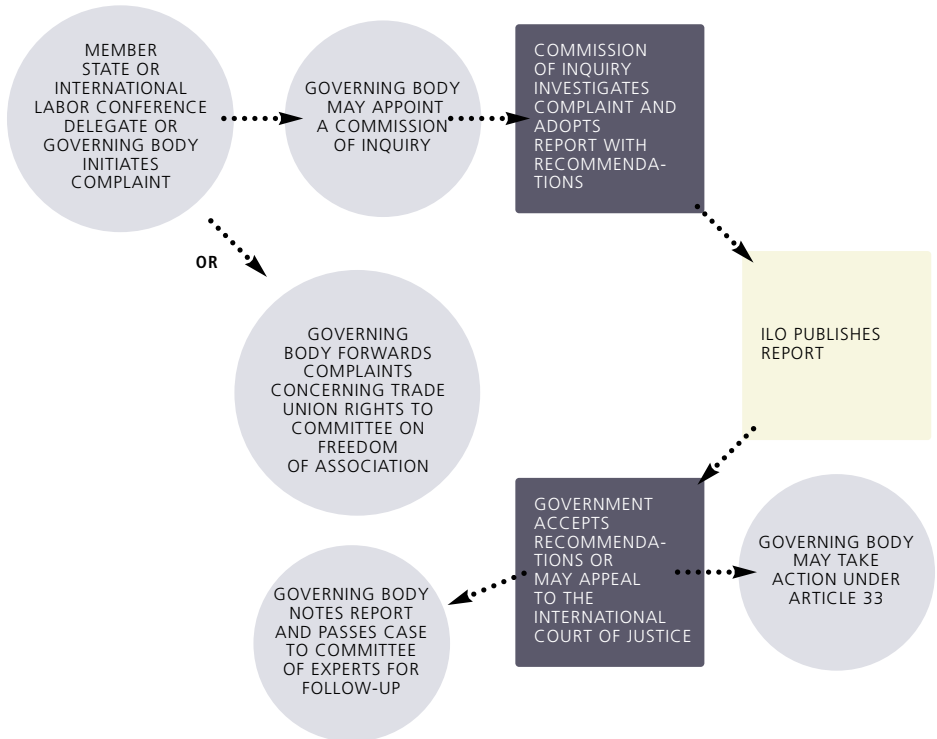 MEMBER
STATE OR
INTERNATIONAL
LABOR CONFERENCE
DELEGATE OR
GOVERNING BODY
INITIATES
COMPLAINT
GOVERNING BODY
MAY APPOINT
A COMMISSION
OF INQUIRY
COMMISSION
OF INQUIRY
INVESTIGATES
COMPLAINT AND
ADOPTS
REPORT WITH
RECOMMENDA-
TIONS
OR
GOVERNING
BODY FORWARDS
COMPLAINTS
CONCERNING TRADE
UNION RIGHTS TO
COMMITTEE ON
FREEDOM
OF ASSOCIATION
ILO PUBLISHES
REPORT
GOVERNMENT
ACCEPTS
RECOMMENDA-
TIONS OR
MAY APPEAL
TO THE
INTERNATIONAL
COURT OF JUSTICE
GOVERNING BODY
MAY TAKE
ACTION UNDER
ARTICLE 33
GOVERNING BODY
NOTES REPORT
AND PASSES CASE
TO COMMITTEE
OF EXPERTS FOR
FOLLOW-UP